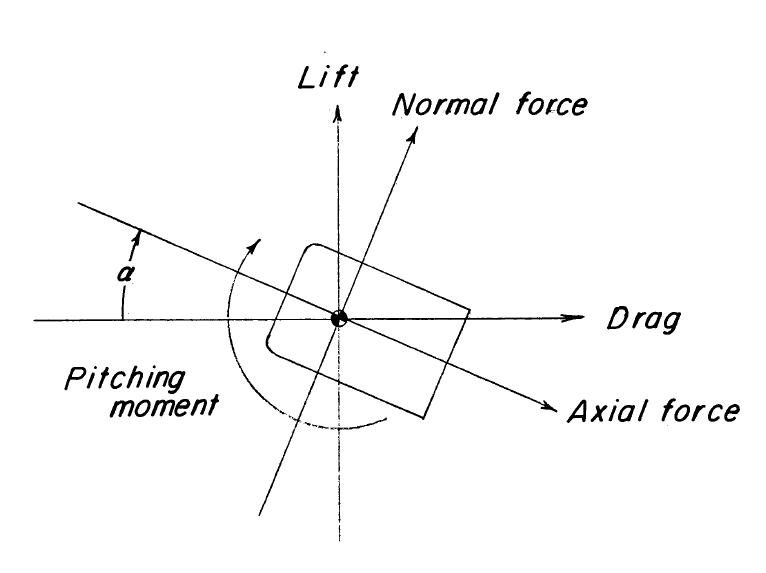 Lift
Normal force
α
Drag
Pitching
moment
Axial force